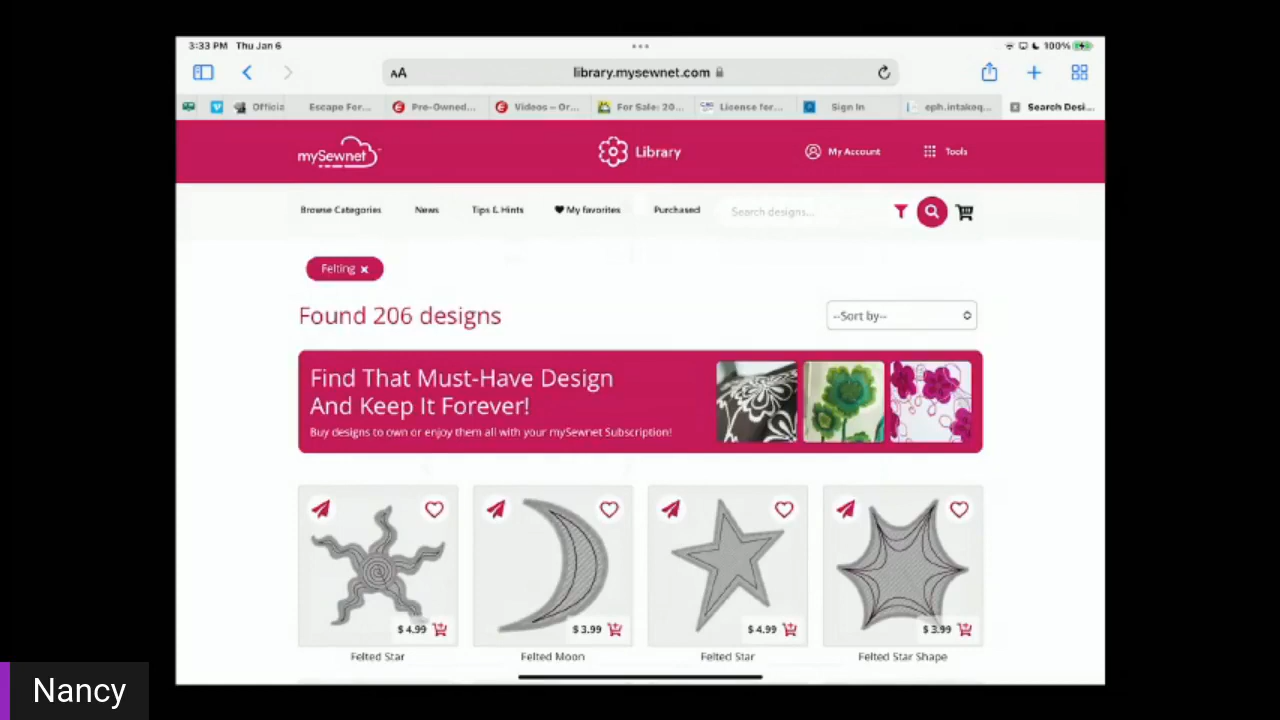 3:33 PM Thu Jan 6
100%
AA
library.mysewnet.com
Officia
Escape For...
Pre-Owned...
Videos – Or...
For Sale: 20...
License for...
Sign In
eph.intakeq...
Search Desi...
mySewnet
Library
My Account
Tools
Browse Categories
News
Tips & Hints
My favorites
Purchased
Search designs...
Felting x
Found 206 designs
--Sort by--
Find That Must-Have Design
And Keep It Forever!
Buy designs to own or enjoy them all with your mySewnet Subscription!
$ 4.99
$ 3.99
$ 4.99
$ 3.99
Felted Star
Felted Moon
Felted Star
Felted Star Shape
Nancy